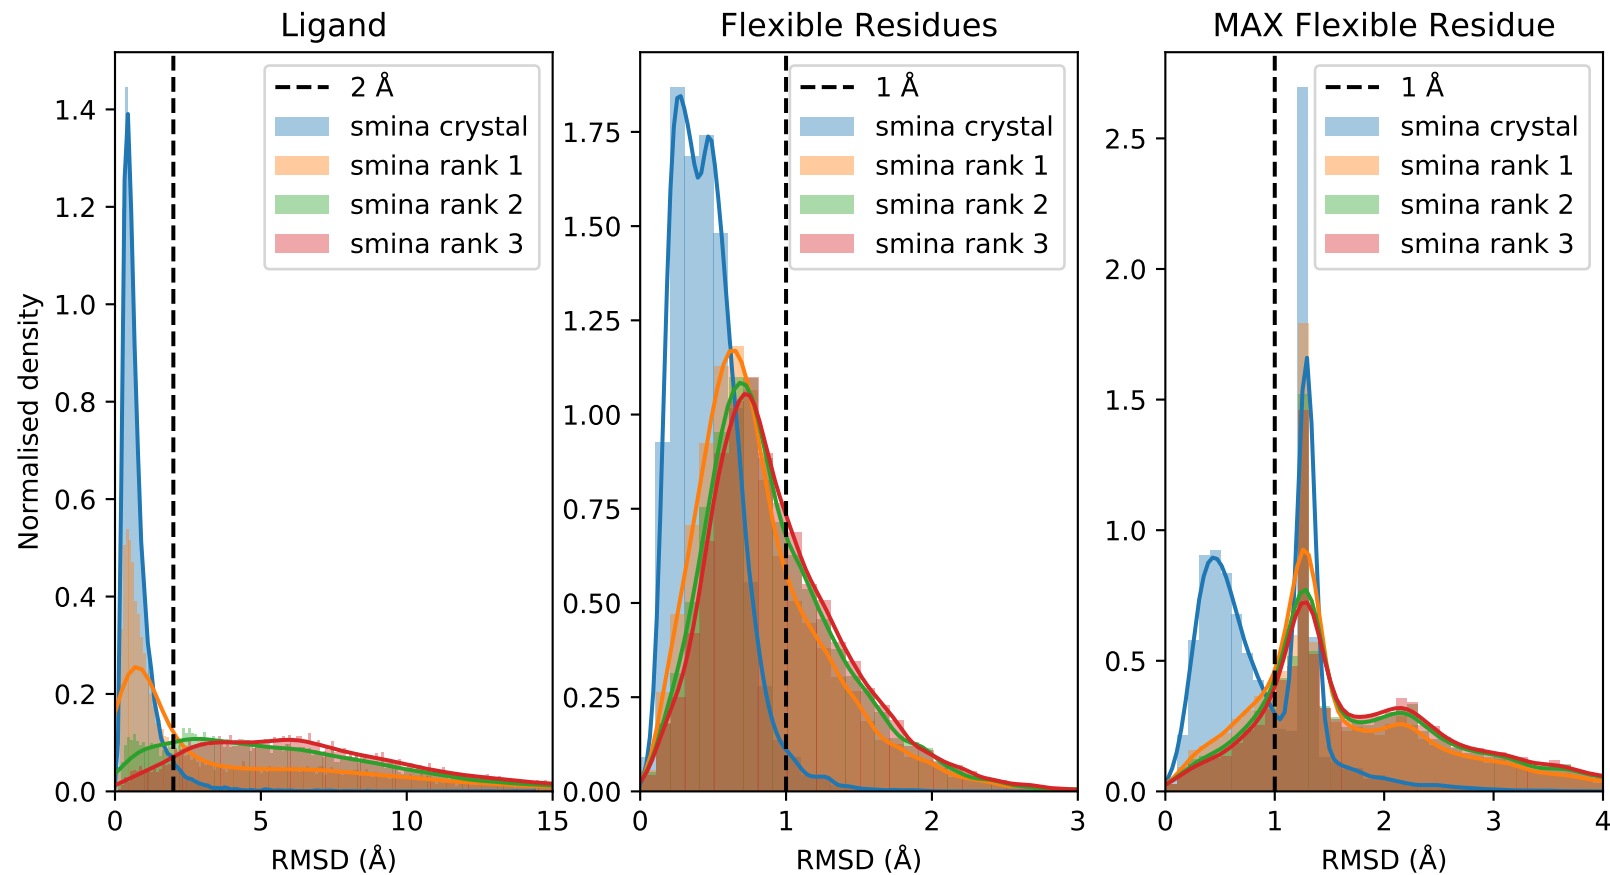 Ligand
Flexible Residues
MAX Flexible Residue
Normalised density
1.4
1.2
1.0
0.8
0.6
0.4
0.2
0.0
2 Å
smina crystal
smina rank 1
smina rank 2
smina rank 3
0
5
10
15
RMSD (Å)
1.75
1.50
1.25
1.00
0.75
0.50
0.25
0.00
1 Å
smina crystal
smina rank 1
smina rank 2
smina rank 3
0
1
2
3
RMSD (Å)
2.5
2.0
1.5
1.0
0.5
0.0
1 Å
smina crystal
smina rank 1
smina rank 2
smina rank 3
0
1
2
3
4
RMSD (Å)